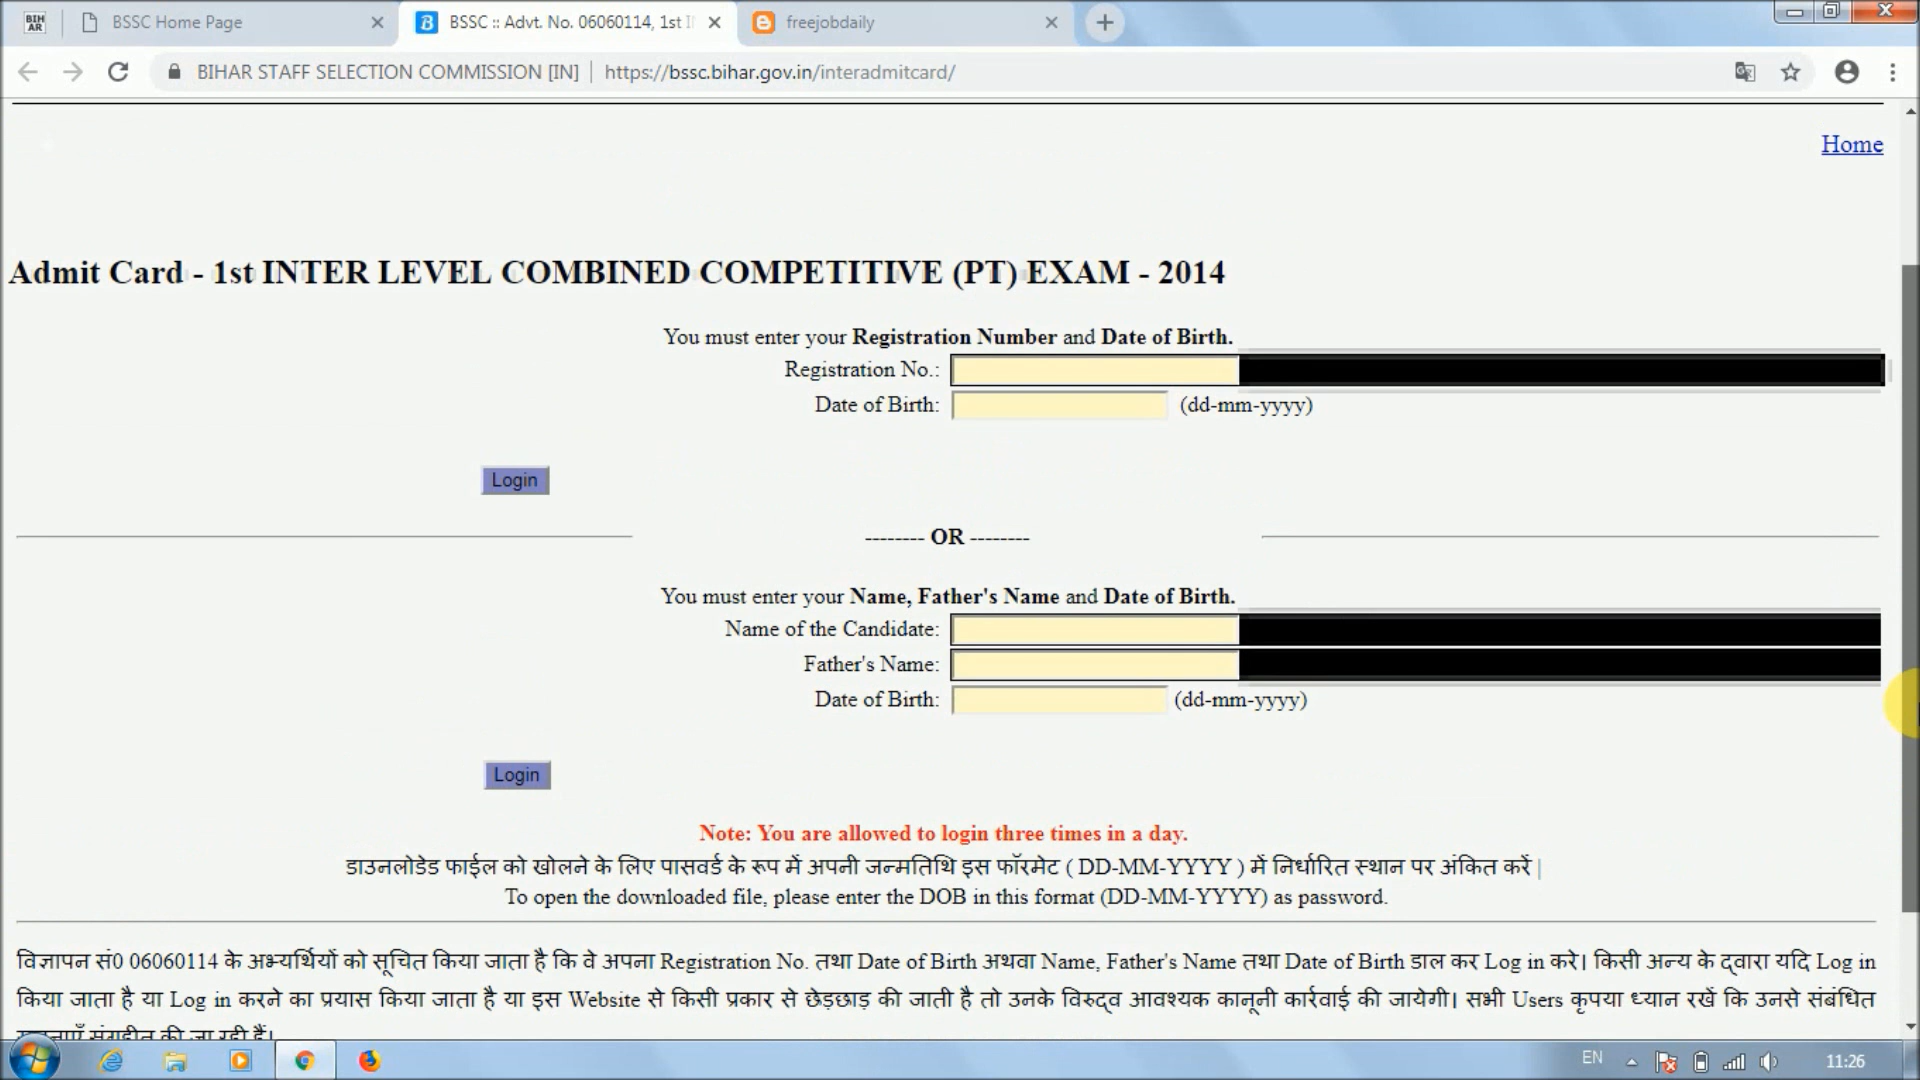 BIH
AR
BSSC Home Page
BSSC :: Advt. No. 06060114, 1st
freejobdaily
BIHAR STAFF SELECTION COMMISSION [IN]
https://bssc.bihar.gov.in/interadmitcard/
Home
Admit Card - 1st INTER LEVEL COMBINED COMPETITIVE (PT) EXAM - 2014
You must enter your Registration Number and Date of Birth.
Registration No.:
Date of Birth: (dd-mm-yyyy)
Login
-------- OR --------
You must enter your Name, Father's Name and Date of Birth.
Name of the Candidate:
Father's Name:
Date of Birth: (dd-mm-yyyy)
Login
Note: You are allowed to login three times in a day.
डाउनलोडेड फाईल को खोलने के लिए पासवर्ड के रूप में अपनी जन्मतिथि इस फॉरमेट ( DD-MM-YYYY ) में निर्धारित स्थान पर अंकित करें |
To open the downloaded file, please enter the DOB in this format (DD-MM-YYYY) as password.
विज्ञापन सं0 06060114 के अभ्यर्थियों को सूचित किया जाता है कि वे अपना Registration No. तथा Date of Birth अथवा Name, Father's Name तथा Date of Birth डाल कर Log in करे। किसी अन्य के द्वारा यदि Log in
किया जाता है या Log in करने का प्रयास किया जाता है या इस Website से किसी प्रकार से छेड़छाड़ की जाती है तो उनके विरुद्व आवश्यक कानूनी कार्रवाई की जायेगी। सभी Users कृपया ध्यान रखें कि उनसे संबंधित
की जा रही हैं।
EN
11:26